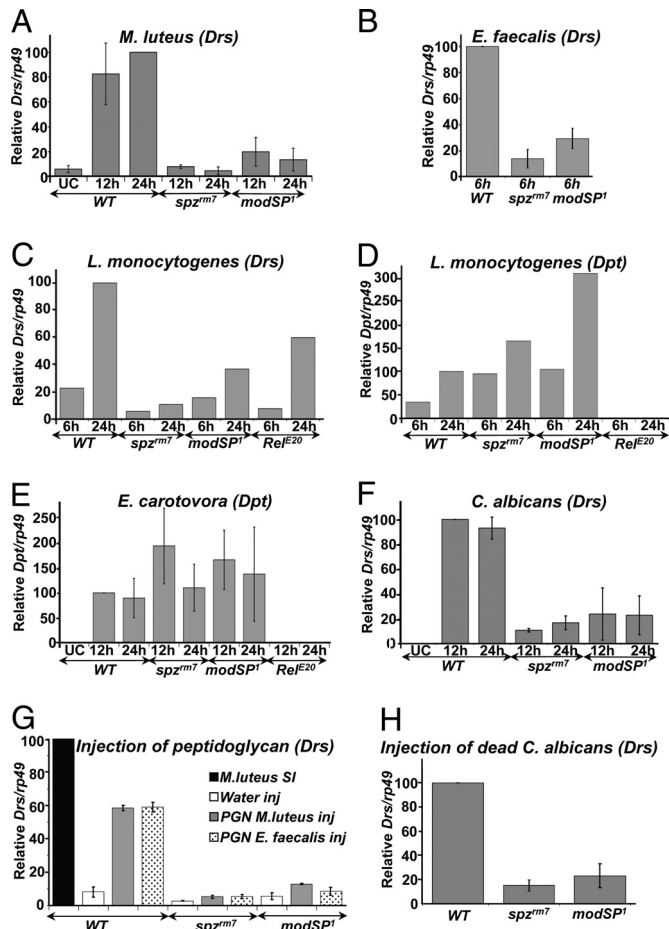 A
M. luteus (Drs)
Relative Drs/rp49
100
80
60
40
20
0
UC 12h 24h 12h 24h 12h 24h
WT spzrm7 modSP1
B
E. faecalis (Drs)
Relative Drs/rp49
100
80
60
40
20
0
6h 6h 6h
WT spzrm7 modSP1
C
L. monocytogenes (Drs)
Relative Drs/rp49
100
80
60
40
20
0
6h 24h 6h 24h 6h 24h 6h 24h
WT spzrm7 modSP1 RelE20
D
L. monocytogenes (Dpt)
Relative Dpt/rp49
300
250
200
150
100
50
0
6h 24h 6h 24h 6h 24h 6h 24h
WT spzrm7 modSP1 RelE20
E
E. carotovora (Dpt)
Relative Dpt/rp49
250
200
150
100
50
0
UC 12h 24h 12h 24h 12h 24h 12h 24h
WT spzrm7 modSP1 RelE20
F
C. albicans (Drs)
Relative Drs/rp49
100
80
60
40
20
0
UC 12h 24h 12h 24h 12h 24h
WT spzrm7 modSP1
G
Injection of peptidoglycan (Drs)
Relative Drs/rp49
100
80
60
40
20
0
M.luteus SI
Water inj
PGN M.luteus inj
PGN E. faecalis inj
WT spzrm7 modSP1
H
Injection of dead C. albicans (Drs)
Relative Drs/rp49
100
80
60
40
20
0
WT spzrm7 modSP1